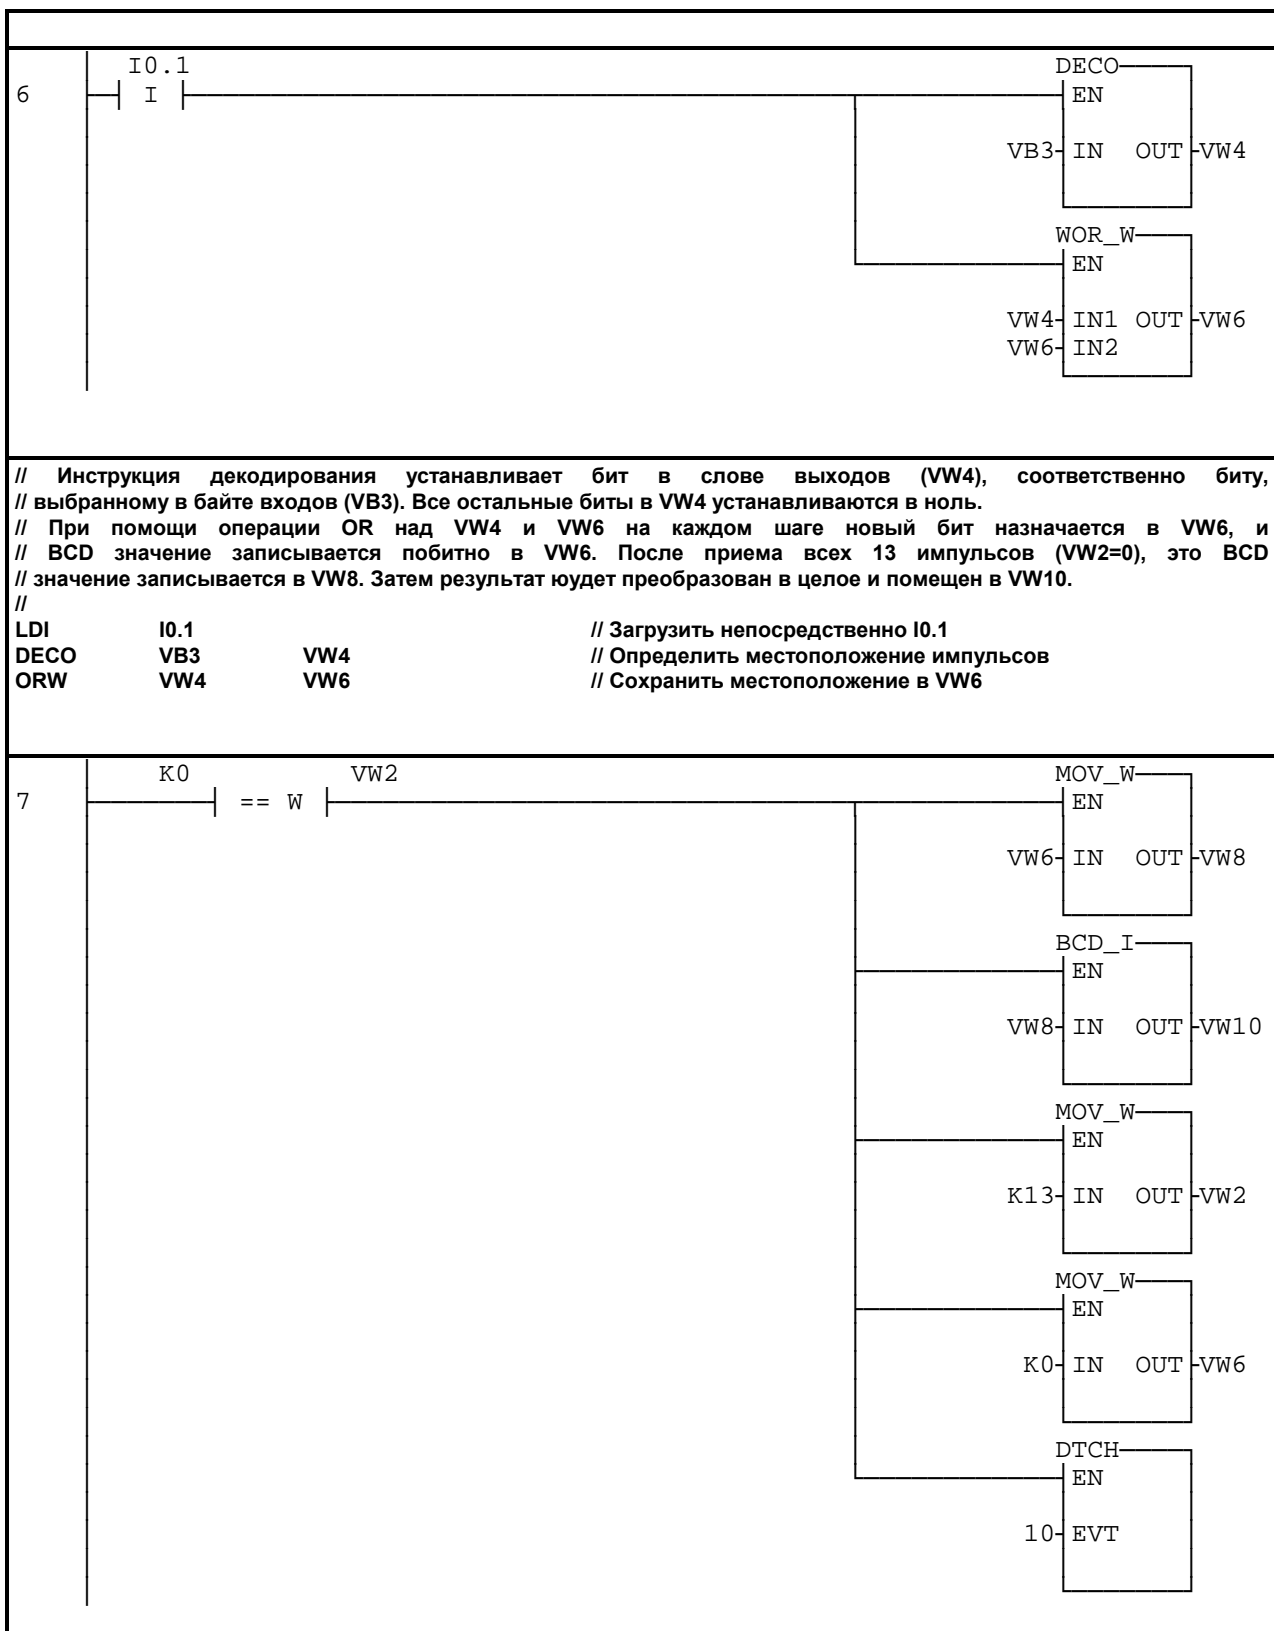 I0.1 DECO
6 I EN
VB3 IN OUT VW4
WOR_W
EN
VW4 IN1 OUT VW6
VW6 IN2
// Инструкция декодирования устанавливает бит в слове выходов (VW4), соответственно биту,
// выбранному в байте входов (VB3). Все остальные биты в VW4 устанавливаются в ноль.
// При помощи операции OR над VW4 и VW6 на каждом шаге новый бит назначается в VW6, и
// BCD значение записывается побитно в VW6. После приема всех 13 импульсов (VW2=0), это BCD
// значение записывается в VW8. Затем результат юудет преобразован в целое и помещен в VW10.
//
LDI I0.1 // Загрузить непосредственно I0.1
DECO VB3 VW4 // Определить местоположение импульсов
ORW VW4 VW6 // Сохранить местоположение в VW6
K0 VW2 MOV_W
7 == W EN
VW6 IN OUT VW8
BCD_I
EN
VW8 IN OUT VW10
MOV_W
EN
K13 IN OUT VW2
MOV_W
EN
K0 IN OUT VW6
DTCH
EN
10 EVT